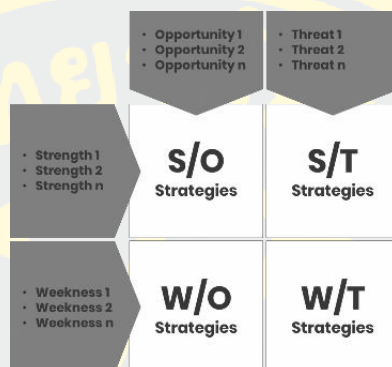 • Opportunity 1
• Opportunity 2
• Opportunity n
• Threat 1
• Threat 2
• Threat n
• Strength 1
• Strength 2
• Strength n
S/O
Strategies
S/T
Strategies
• Weekness 1
• Weekness 2
• Weekness n
W/O
Strategies
W/T
Strategies